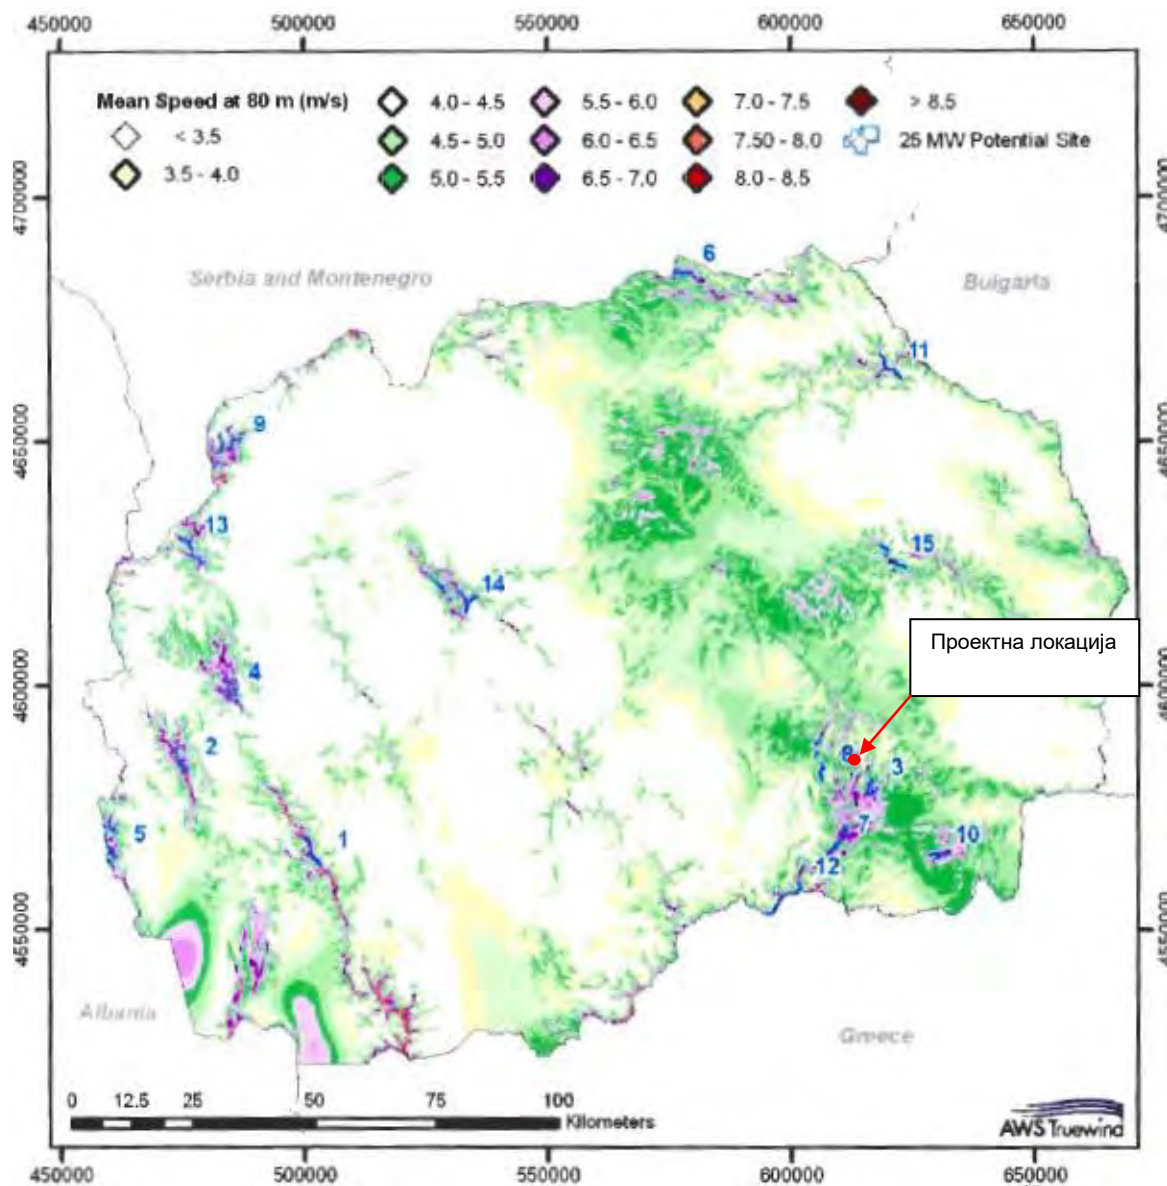 450000 500000 550000 600000 650000
Mean Speed at 80 m (m/s)
< 3.5
3.5 - 4.0
4.0 - 4.5
4.5 - 5.0
5.0 - 5.5
5.5 - 6.0
6.0 - 6.5
6.5 - 7.0
7.0 - 7.5
7.50 - 8.0
8.0 - 8.5
> 8.5
25 MW Potential Site
4700000 4700000
6
Serbia and Montenegro
Bulgaria
11
9
4650000 4650000
13
15
14
Проектна локација
4
4600000 4600000
2
8
3
5
1
7
10
12
4550000 4550000
Albania
Greece
0 12.5 25 50 75 100
Kilometers
AWS Truewind
450000 500000 550000 600000 650000